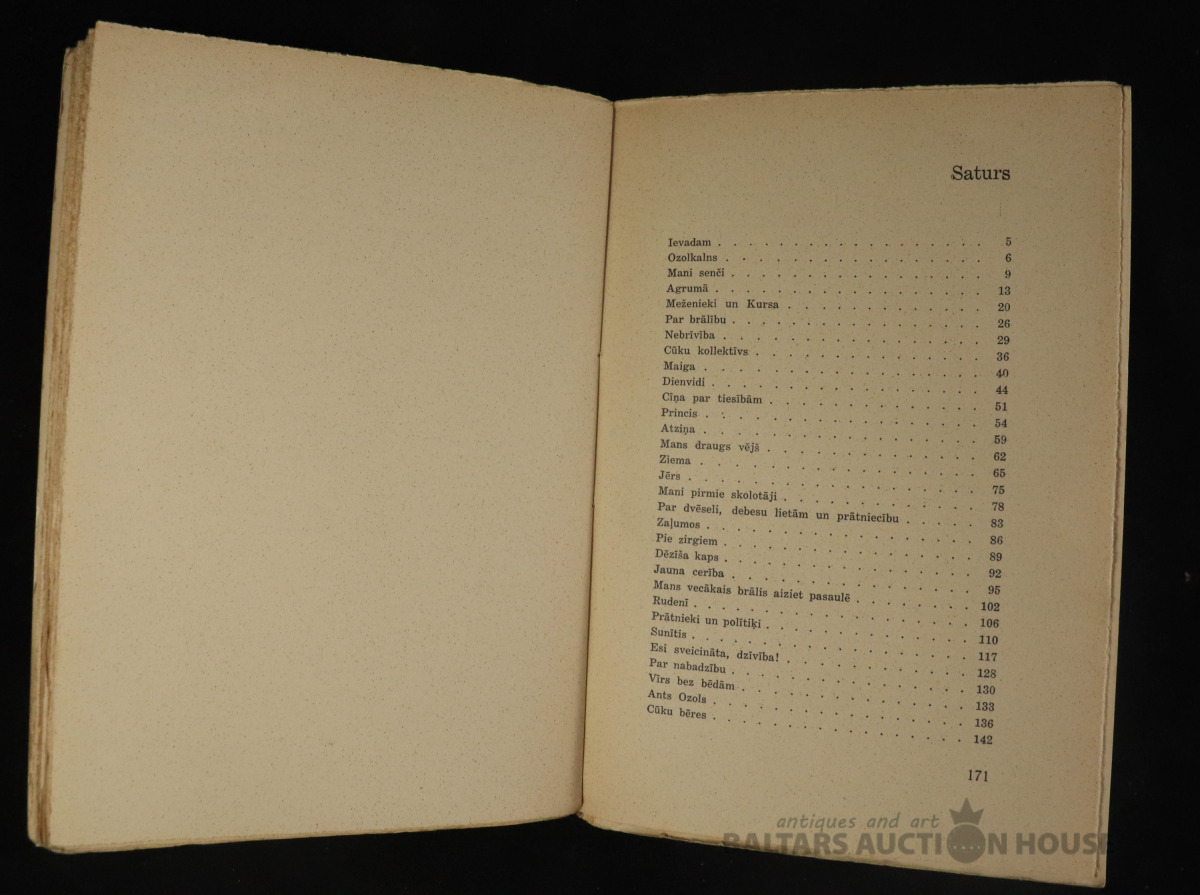 Saturs
Ievadam . . . . . . . . . . . . . . . . . . 5
Ozolkalns . . . . . . . . . . . . . . . . . 6
Mani senči . . . . . . . . . . . . . . . . . 9
Agrumā . . . . . . . . . . . . . . . . . . 13
Meženieki un Kursa . . . . . . . . . . . . . 20
Par brālību . . . . . . . . . . . . . . . . . 26
Nebrīvība . . . . . . . . . . . . . . . . . 29
Cūku kollektīvs . . . . . . . . . . . . . . . 36
Maiga . . . . . . . . . . . . . . . . . . 40
Dienvidi . . . . . . . . . . . . . . . . . . 44
Cīņa par tiesībām . . . . . . . . . . . . . . 51
Princis . . . . . . . . . . . . . . . . . . 54
Atziņa . . . . . . . . . . . . . . . . . . 59
Mans draugs vējš . . . . . . . . . . . . . . 62
Ziema . . . . . . . . . . . . . . . . . . 65
Jērs . . . . . . . . . . . . . . . . . . . 75
Mani pirmie skolotāji . . . . . . . . . . . . . 78
Par dvēseli, debesu lietām un prātniecību . . . . . 83
Zaļumos . . . . . . . . . . . . . . . . . . 86
Pie zirgiem . . . . . . . . . . . . . . . . . 89
Dēzīša kaps . . . . . . . . . . . . . . . . . 92
Jauna cerība . . . . . . . . . . . . . . . . 95
Mans vecākais brālis aiziet pasaulē . . . . . . . . 102
Rudenī . . . . . . . . . . . . . . . . . . 106
Prātnieki un polītiķi . . . . . . . . . . . . . 110
Sunītis . . . . . . . . . . . . . . . . . . 117
Esi sveicināta, dzīvība! . . . . . . . . . . . . 128
Par nabadzību . . . . . . . . . . . . . . . . 130
Vīrs bez bēdām . . . . . . . . . . . . . . . 133
Ants Ozols . . . . . . . . . . . . . . . . . 136
Cūku bēres . . . . . . . . . . . . . . . . . 142
171
antiques and art
BALTARS AUCTION HOUSE